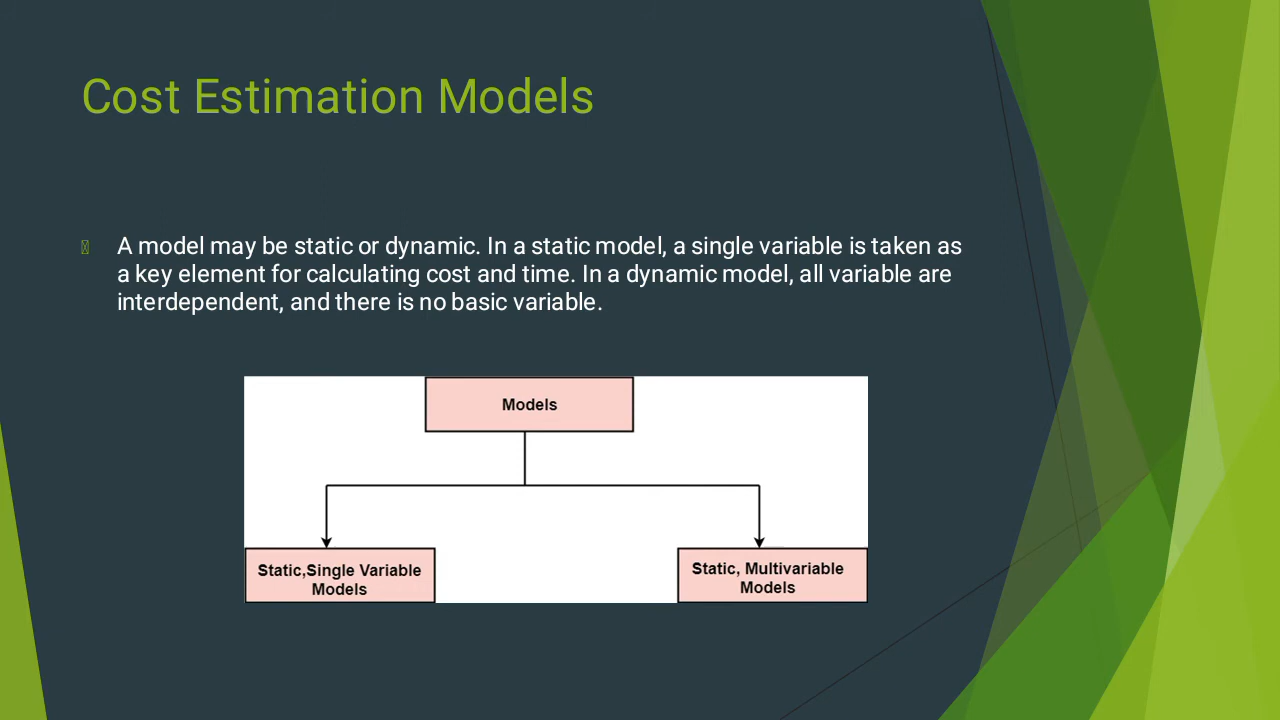 Cost Estimation Models
A model may be static or dynamic. In a static model, a single variable is taken as
a key element for calculating cost and time. In a dynamic model, all variable are
interdependent, and there is no basic variable.
Models
Static,Single Variable
Models
Static, Multivariable
Models